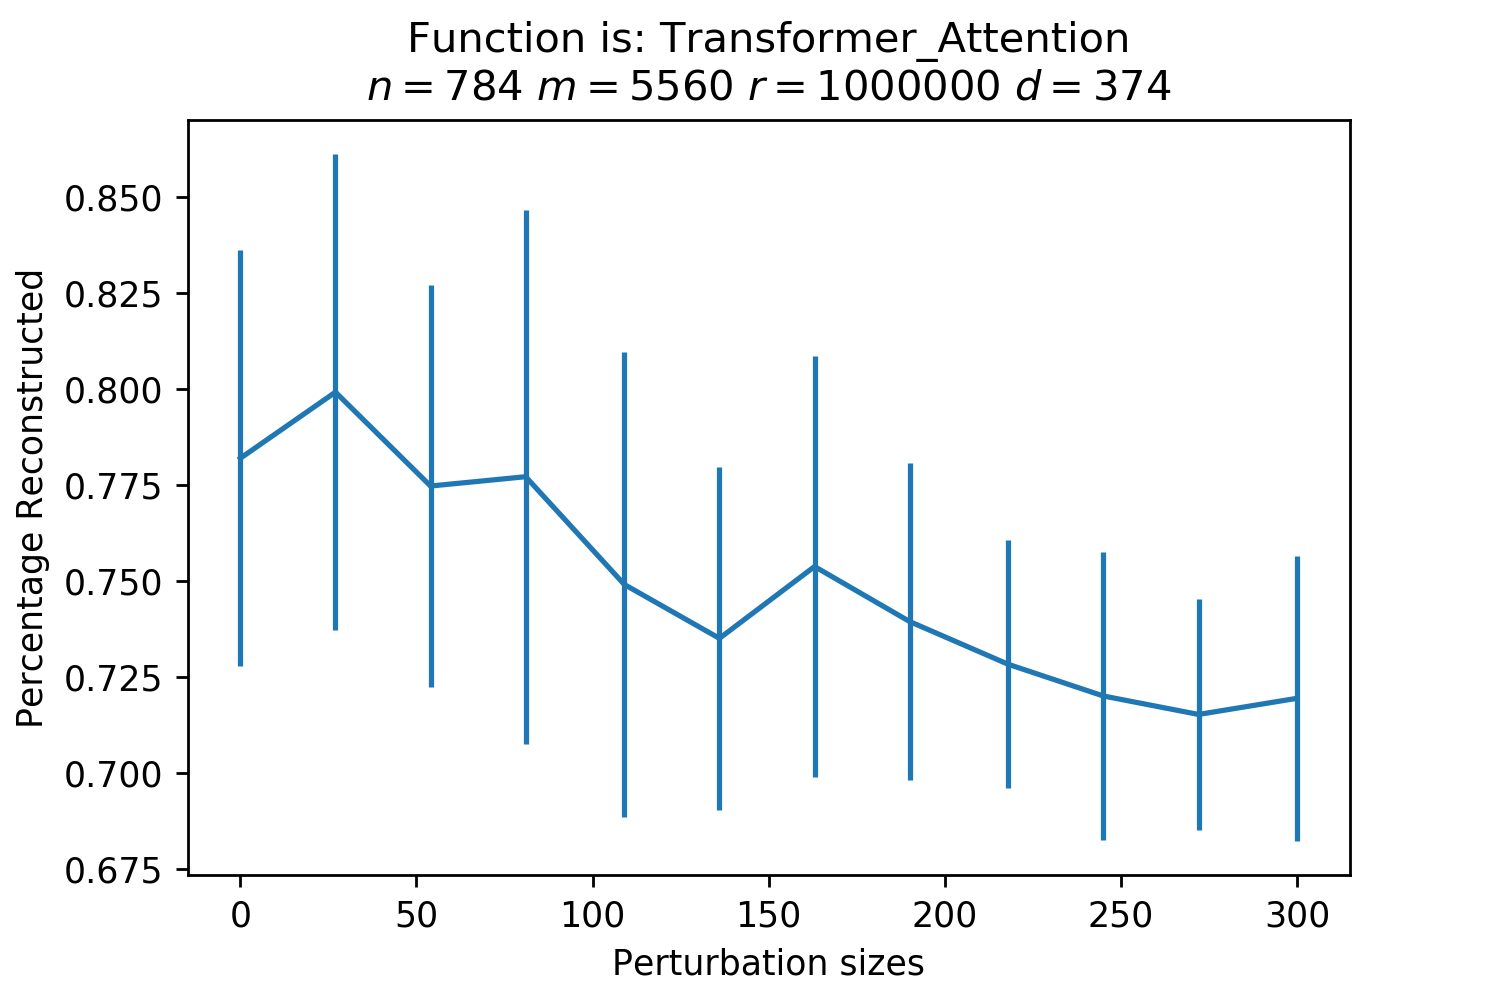 Function is: Transformer_Attention
n = 784 m = 5560 r = 1000000 d = 374
Percentage Reconstructed
0.850
0.825
0.800
0.775
0.750
0.725
0.700
0.675
0 50 100 150 200 250 300
Perturbation sizes